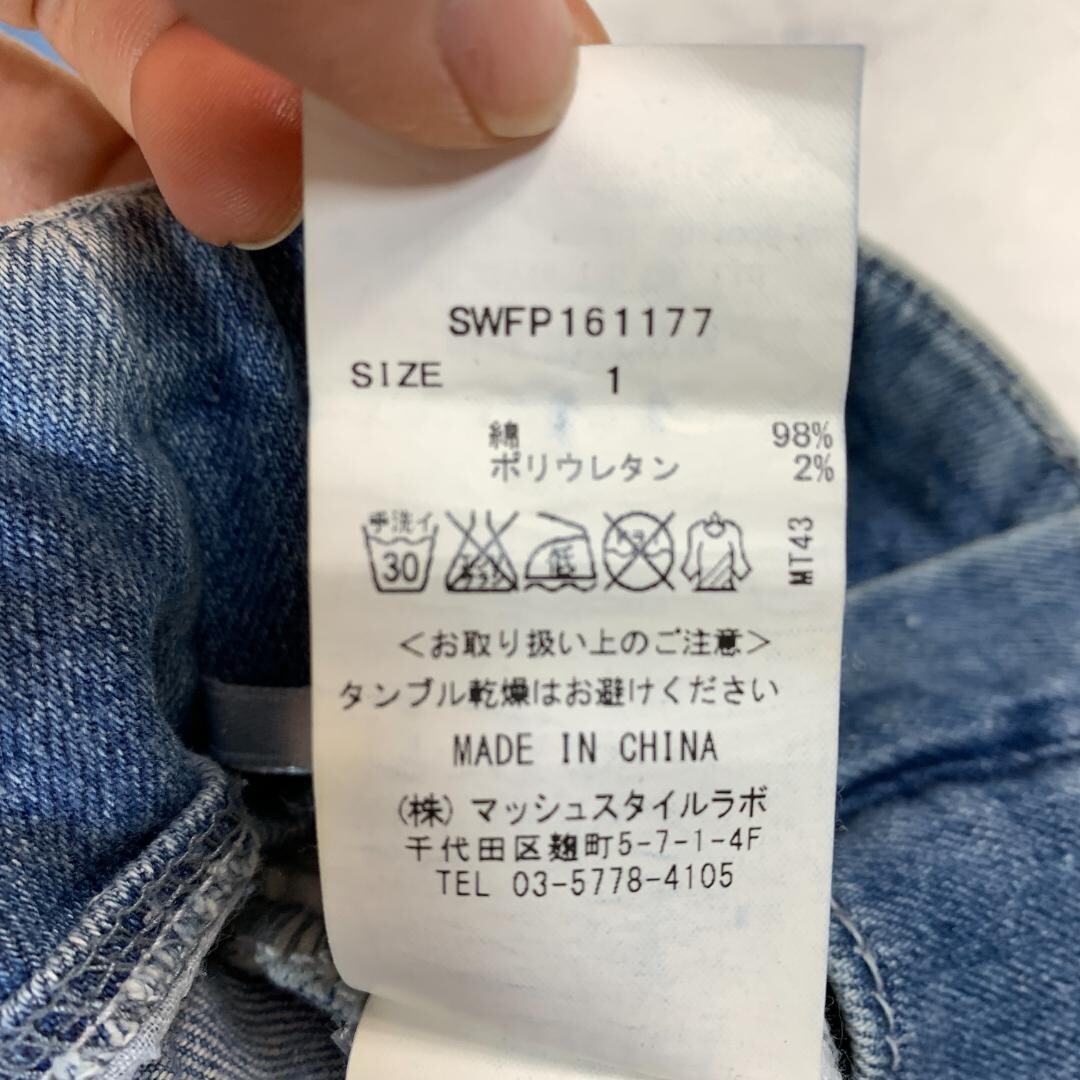 SWFP161177
SIZE 1
綿 98%
ポリウレタン 2%
手洗イ
30
低
MT43
<お取り扱い上のご注意>
タンブル乾燥はお避けください
MADE IN CHINA
(株)マッシュスタイルラボ
千代田区麹町5-7-1-4F
TEL 03-5778-4105